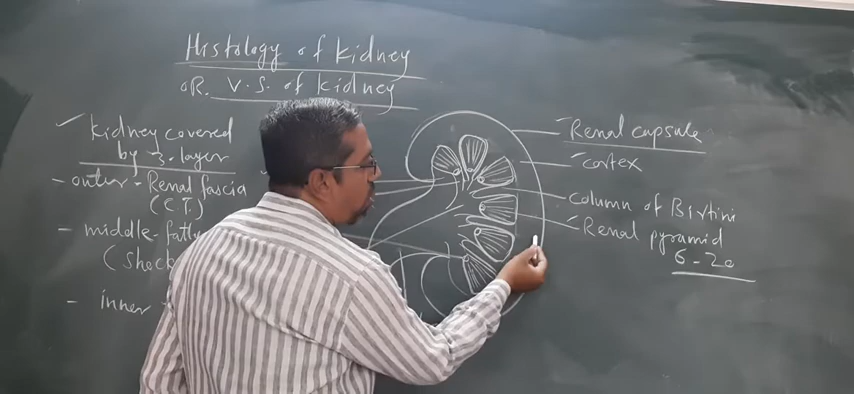 Histology of kidney
OR. V.S. of kidney
✓ kidney covered
by 3-layer
- outer - Renal fascia
(C.T.)
- middle - fatty
(Shock
- inner -
Renal capsule
Cortex
Column of Birtini
Renal pyramid
6-20